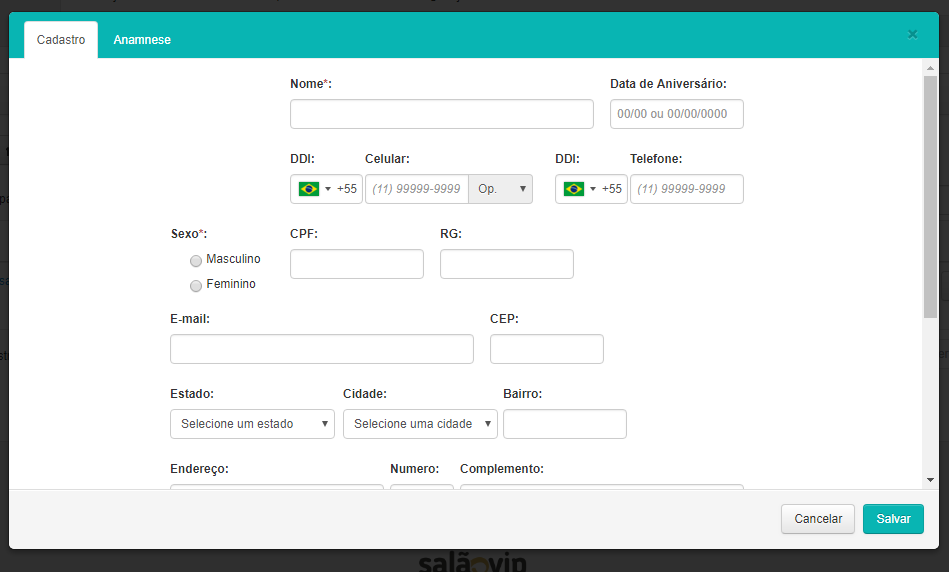 Cadastro Anamnese ×
Nome*: Data de Aniversário:
00/00 ou 00/00/0000
DDI: Celular: DDI: Telefone:
+55 (11) 99999-9999 Op. +55 (11) 99999-9999
Sexo*: CPF: RG:
Masculino
Feminino
E-mail: CEP:
Estado: Cidade: Bairro:
Selecione um estado Selecione uma cidade
Endereço: Numero: Complemento:
Cancelar Salvar
salão vip